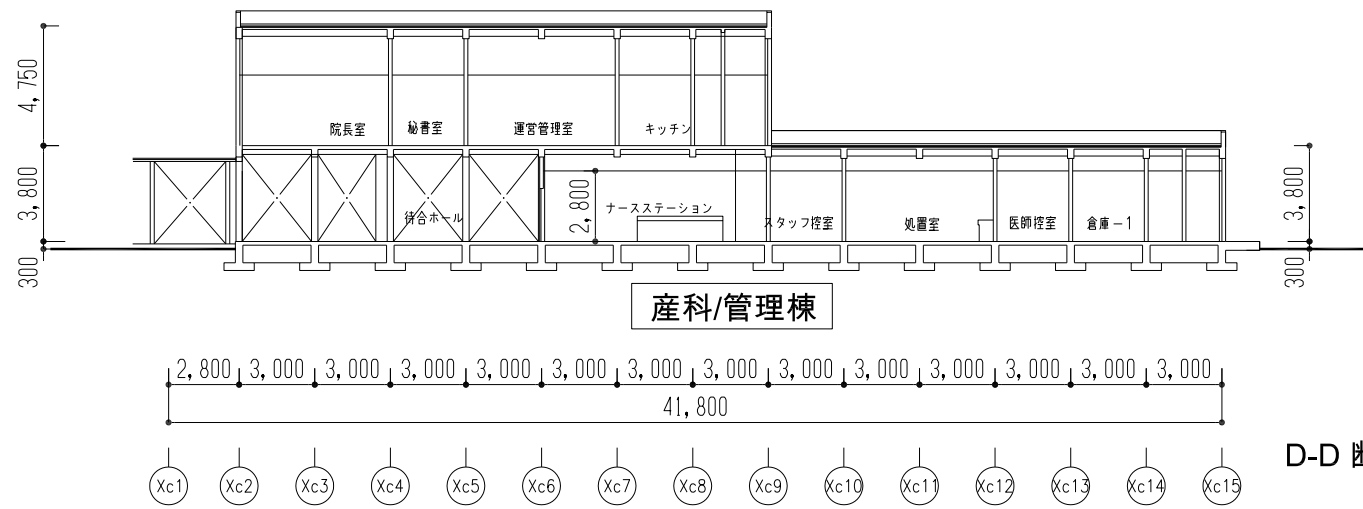 4,750
3,800
300
院長室 秘書室 運営管理室 キッチン
待合ホール 2,800 ナースステーション スタッフ控室 処置室 医師控室 倉庫-1
3,800
300
産科/管理棟
2,800 3,000 3,000 3,000 3,000 3,000 3,000 3,000 3,000 3,000 3,000 3,000 3,000 3,000
41,800
Xc1 Xc2 Xc3 Xc4 Xc5 Xc6 Xc7 Xc8 Xc9 Xc10 Xc11 Xc12 Xc13 Xc14 Xc15
D-D